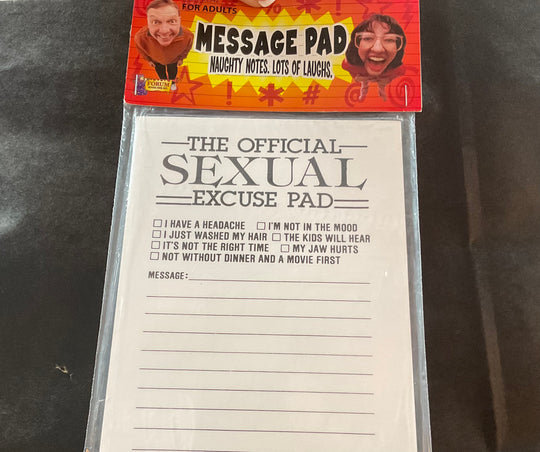 FOR ADULTS
MESSAGE PAD
NAUGHTY NOTES. LOTS OF LAUGHS.
FORUM
THE OFFICIAL
SEXUAL
EXCUSE PAD
I HAVE A HEADACHE I'M NOT IN THE MOOD
I JUST WASHED MY HAIR THE KIDS WILL HEAR
IT'S NOT THE RIGHT TIME MY JAW HURTS
NOT WITHOUT DINNER AND A MOVIE FIRST
MESSAGE: